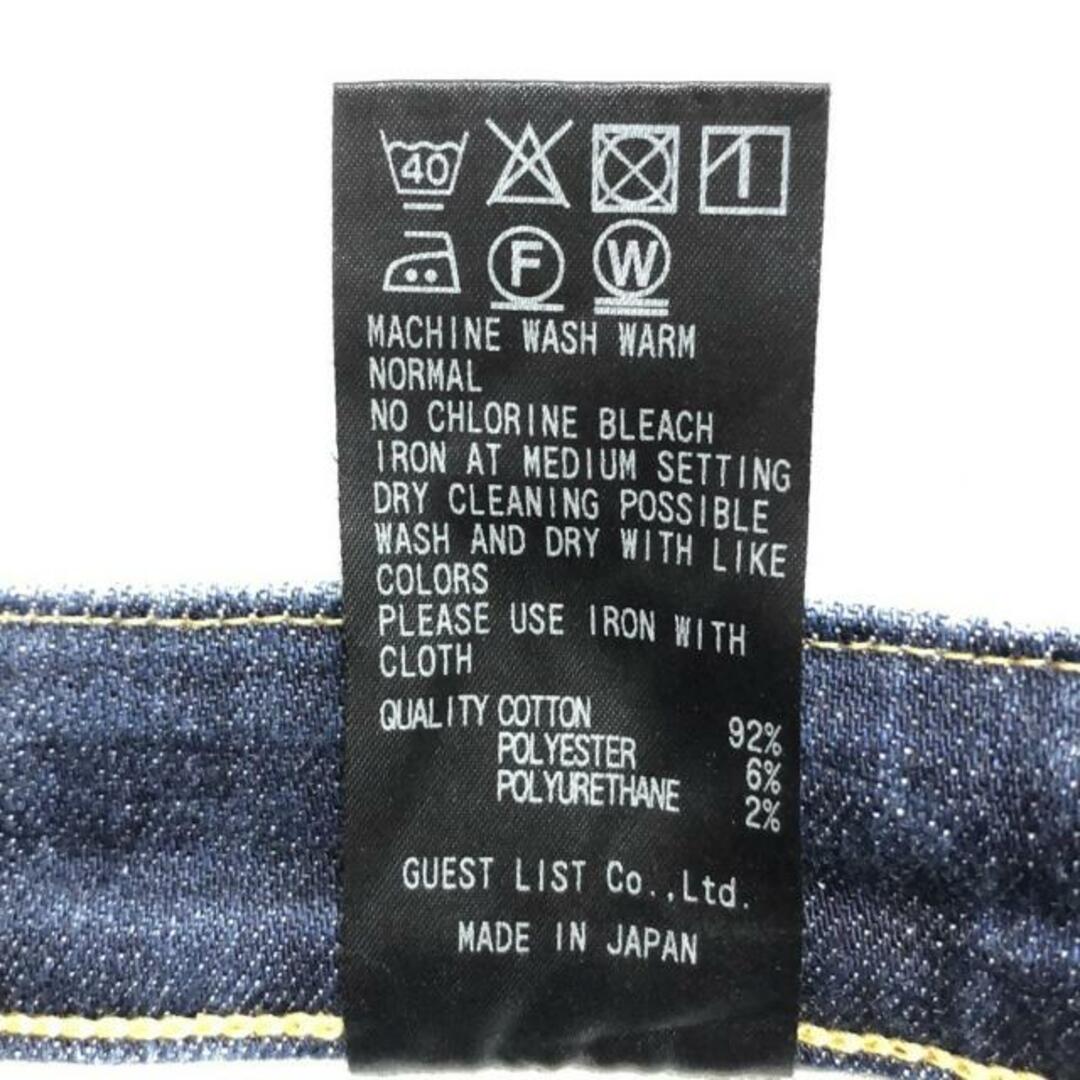 40
F W
MACHINE WASH WARM
NORMAL
NO CHLORINE BLEACH
IRON AT MEDIUM SETTING
DRY CLEANING POSSIBLE
WASH AND DRY WITH LIKE
COLORS
PLEASE USE IRON WITH
CLOTH
QUALITY COTTON 92%
POLYESTER 6%
POLYURETHANE 2%
GUEST LIST Co.,Ltd.
MADE IN JAPAN